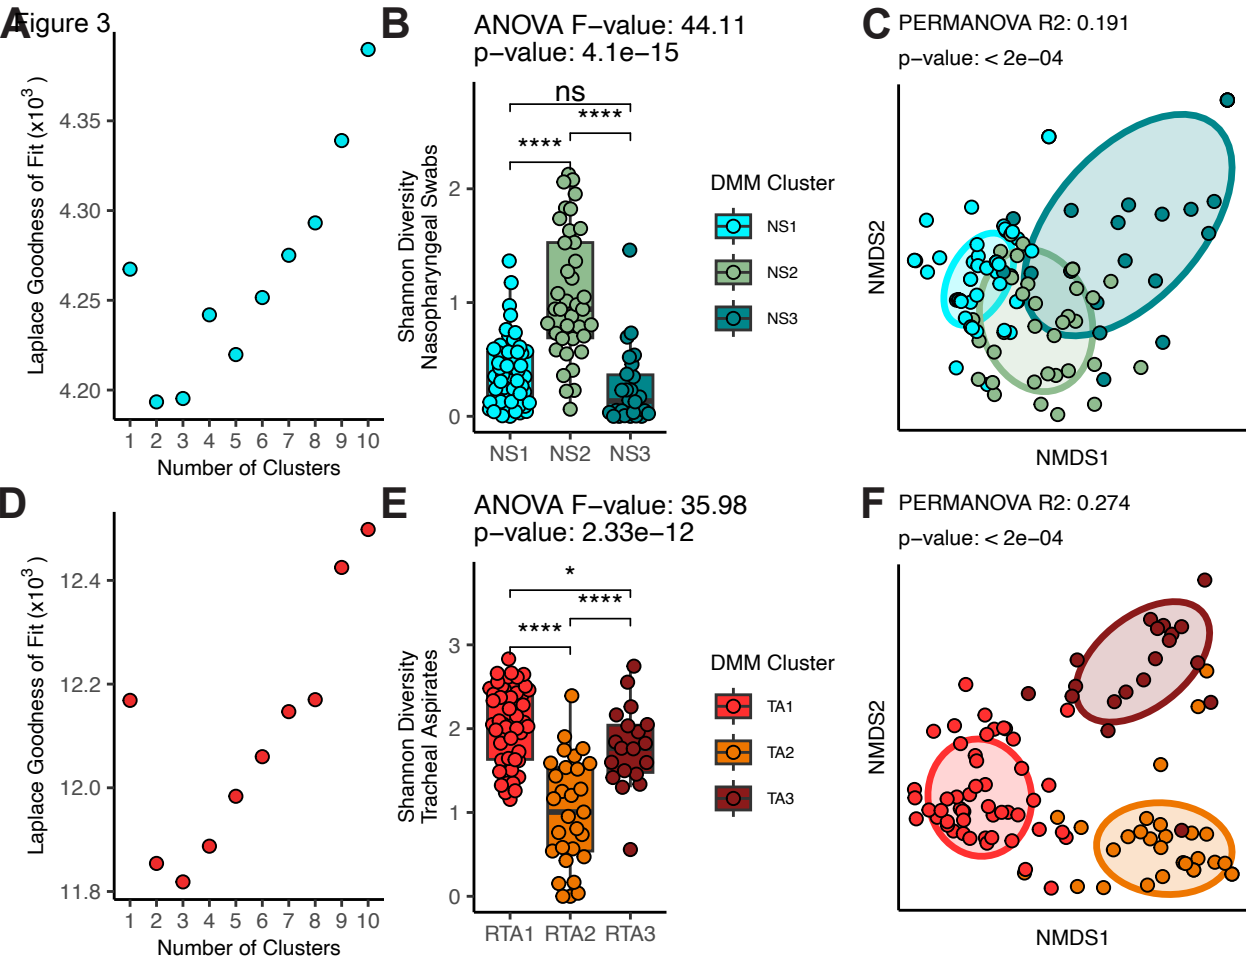 A
Figure 3
Laplace Goodness of Fit (x10³ )
4.35
4.30
4.25
4.20
1 2 3 4 5 6 7 8 9 10
Number of Clusters
B
ANOVA F−value: 44.11
p−value: 4.1e−15
ns
****
****
Shannon Diversity
Nasopharyngeal Swabs
2
1
0
NS1 NS2 NS3
DMM Cluster
NS1
NS2
NS3
C
PERMANOVA R2: 0.191
p−value: < 2e−04
NMDS2
NMDS1
D
Laplace Goodness of Fit (x10³ )
12.4
12.2
12.0
11.8
1 2 3 4 5 6 7 8 9 10
Number of Clusters
E
ANOVA F−value: 35.98
p−value: 2.33e−12
*
****
****
Shannon Diversity
Tracheal Aspirates
3
2
1
0
RTA1 RTA2 RTA3
DMM Cluster
TA1
TA2
TA3
F
PERMANOVA R2: 0.274
p−value: < 2e−04
NMDS2
NMDS1